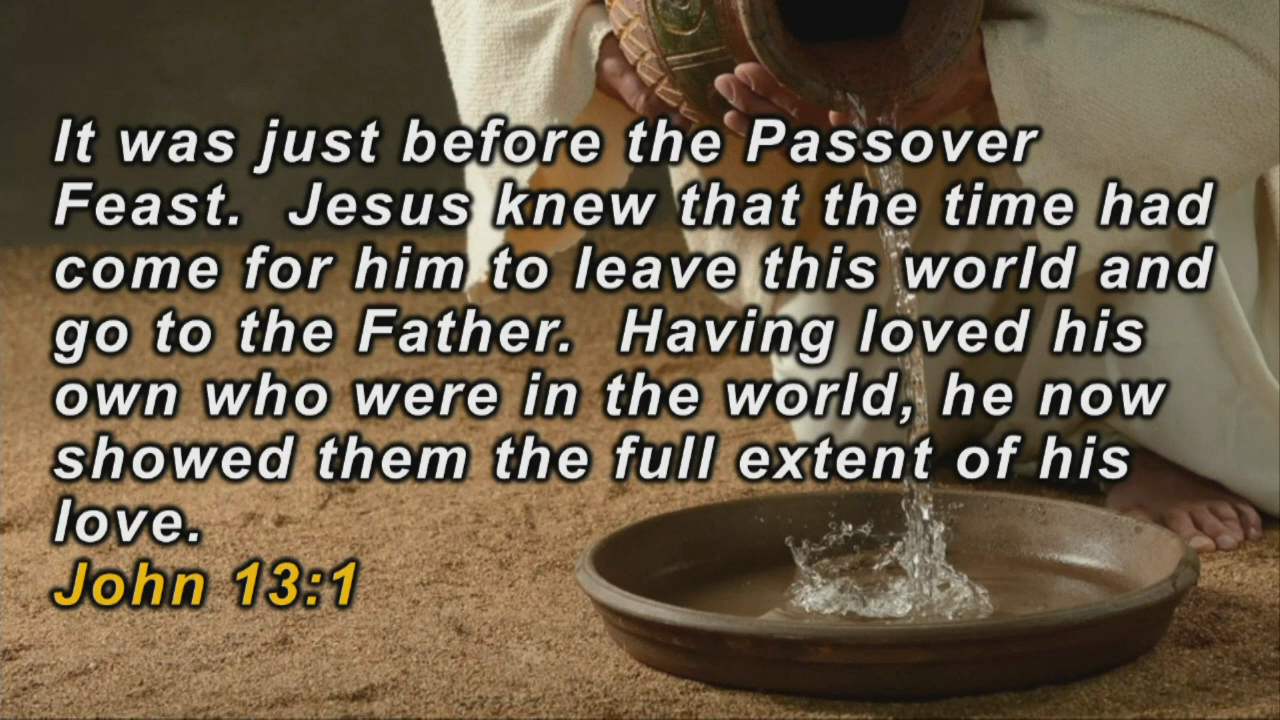 It was just before the Passover
Feast.  Jesus knew that the time had
come for him to leave this world and
go to the Father.  Having loved his
own who were in the world, he now
showed them the full extent of his
love.
John 13:1